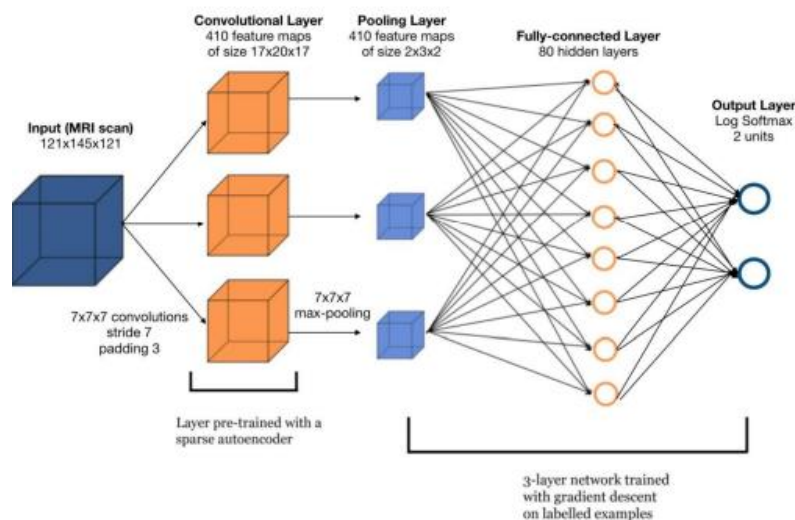 Convolutional Layer
410 feature maps
of size 17x20x17
Pooling Layer
410 feature maps
of size 2x3x2
Fully-connected Layer
80 hidden layers
Output Layer
Log Softmax
2 units
Input (MRI scan)
121x145x121
7x7x7 convolutions
stride 7
padding 3
7x7x7
max-pooling
Layer pre-trained with a
sparse autoencoder
3-layer network trained
with gradient descent
on labelled examples